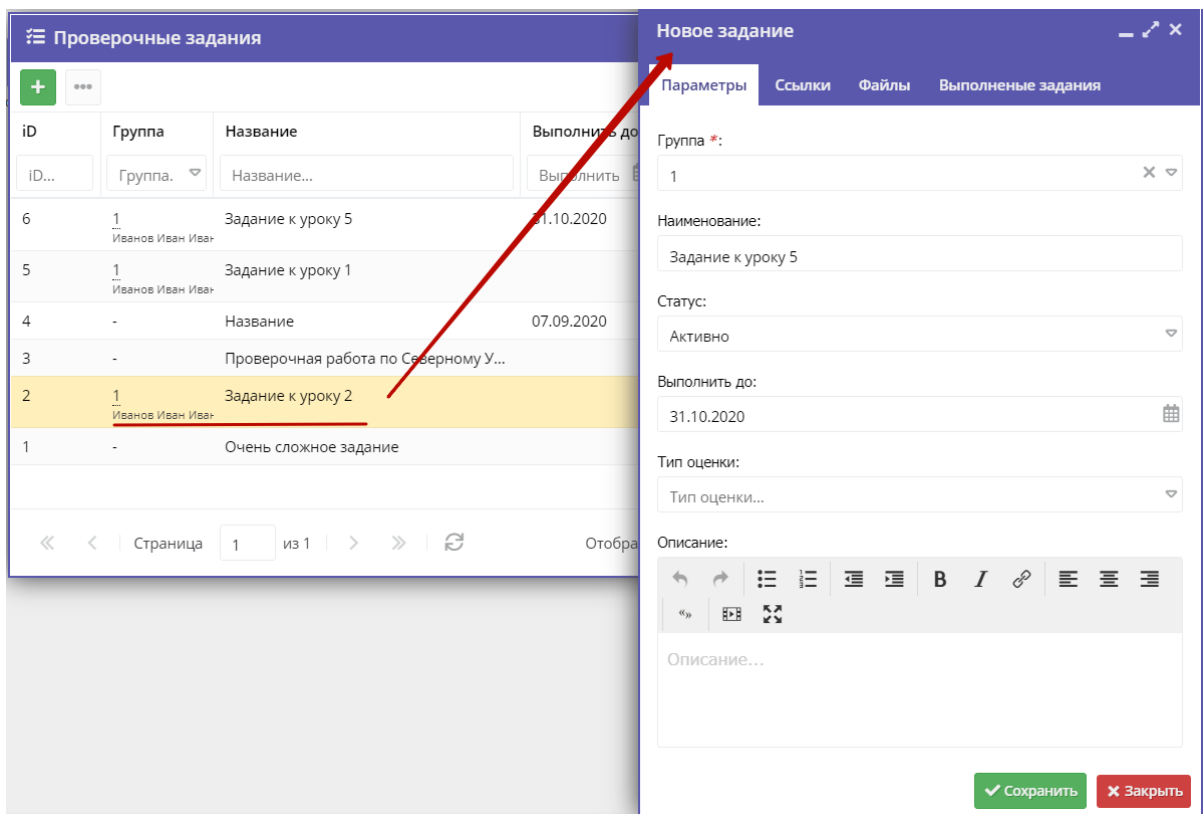 Проверочные задания
iD Группа Название Выполнить до
iD... Группа. Название... Выполнить
6 1 Задание к уроку 5 31.10.2020
Иванов Иван Иван
5 1 Задание к уроку 1
Иванов Иван Иван
4 - Название 07.09.2020
3 - Проверочная работа по Северному У...
2 1 Задание к уроку 2
Иванов Иван Иван
1 - Очень сложное задание
Страница 1 из 1 Отобра
Новое задание
Параметры Ссылки Файлы Выполненые задания
Группа *:
1
Наименование:
Задание к уроку 5
Статус:
Активно
Выполнить до:
31.10.2020
Тип оценки:
Тип оценки...
Описание:
Описание...
Сохранить Закрыть